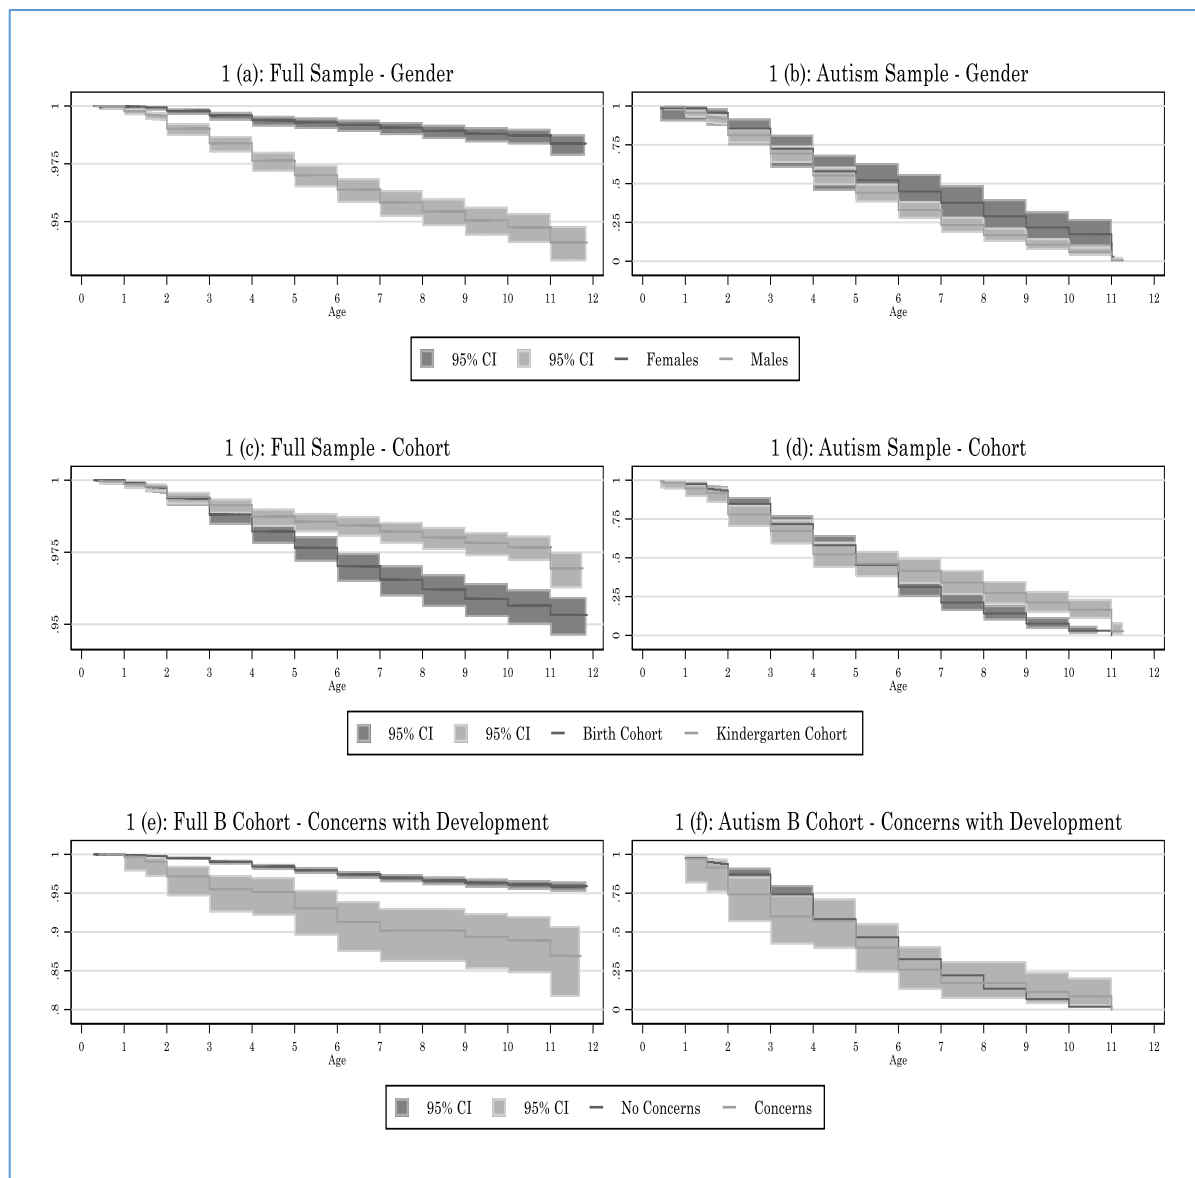 1 (a): Full Sample - Gender
1
.975
.95
0 1 2 3 4 5 6 7 8 9 10 11 12
Age
1 (b): Autism Sample - Gender
1
.75
.5
.25
0
0 1 2 3 4 5 6 7 8 9 10 11 12
Age
95% CI 95% CI Females Males
1 (c): Full Sample - Cohort
1
.975
.95
0 1 2 3 4 5 6 7 8 9 10 11 12
Age
1 (d): Autism Sample - Cohort
1
.75
.5
.25
0
0 1 2 3 4 5 6 7 8 9 10 11 12
Age
95% CI 95% CI Birth Cohort Kindergarten Cohort
1 (e): Full B Cohort - Concerns with Development
1
.95
.9
.85
.8
0 1 2 3 4 5 6 7 8 9 10 11 12
Age
1 (f): Autism B Cohort - Concerns with Development
1
.75
.5
.25
0
0 1 2 3 4 5 6 7 8 9 10 11 12
Age
95% CI 95% CI No Concerns Concerns